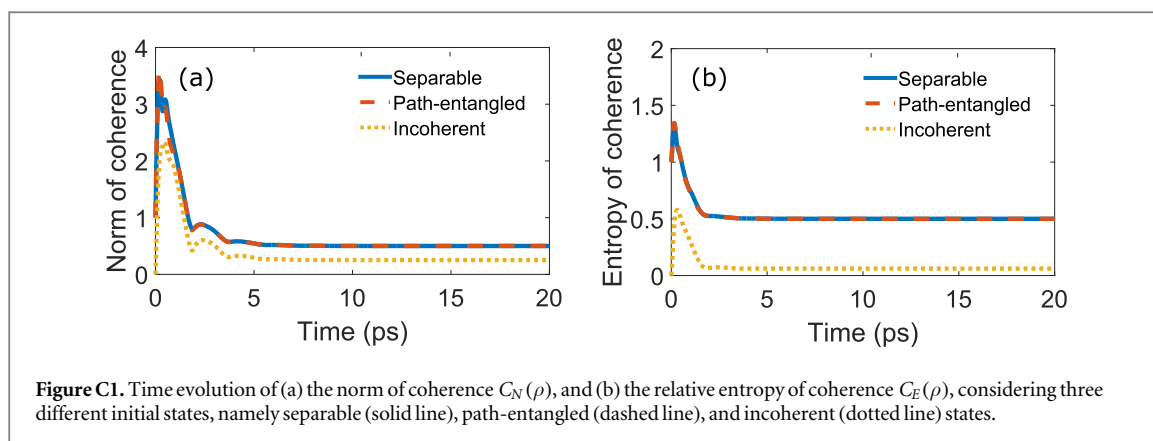 (a)
Separable
Path-entangled
Incoherent
Norm of coherence
4
3
2
1
0
0
5
10
15
20
Time (ps)
(b)
Separable
Path-entangled
Incoherent
Entropy of coherence
2
1.5
1
0.5
0
0
5
10
15
20
Time (ps)
Figure C1. Time evolution of (a) the norm of coherence C_N(ρ), and (b) the relative entropy of coherence C_E(ρ), considering three
different initial states, namely separable (solid line), path-entangled (dashed line), and incoherent (dotted line) states.